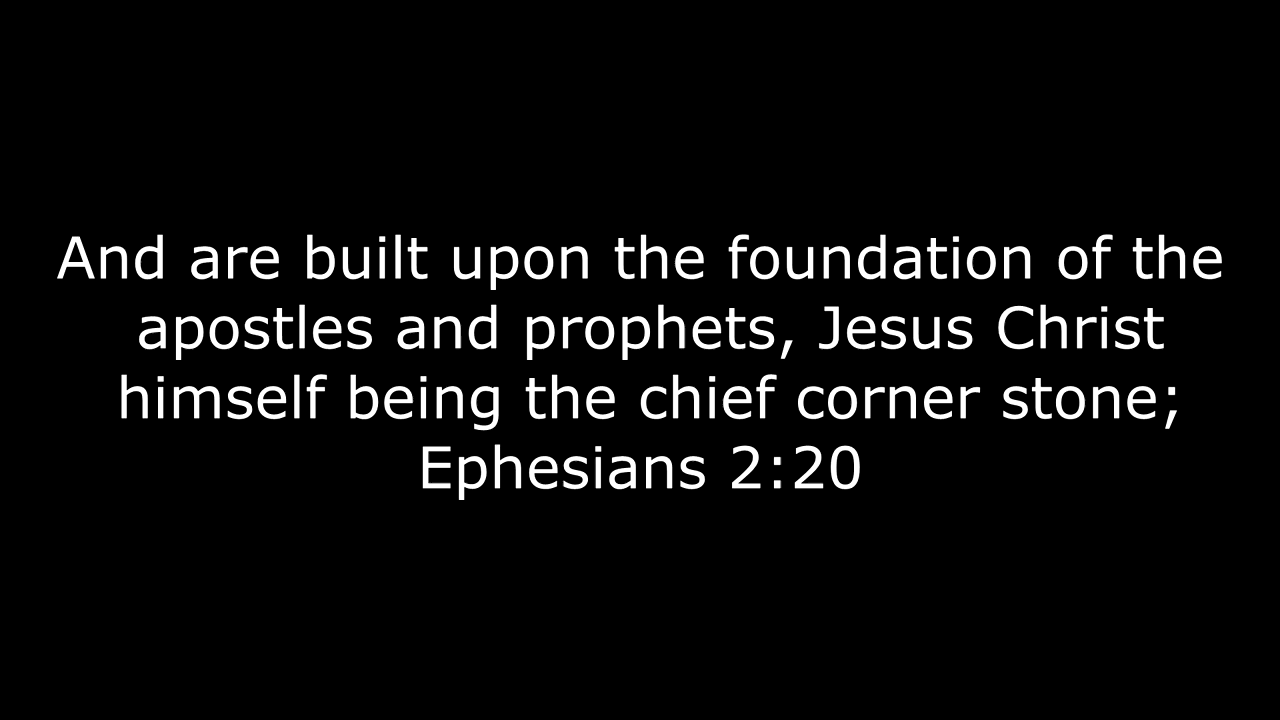 And are built upon the foundation of the
apostles and prophets, Jesus Christ
himself being the chief corner stone;
Ephesians 2:20